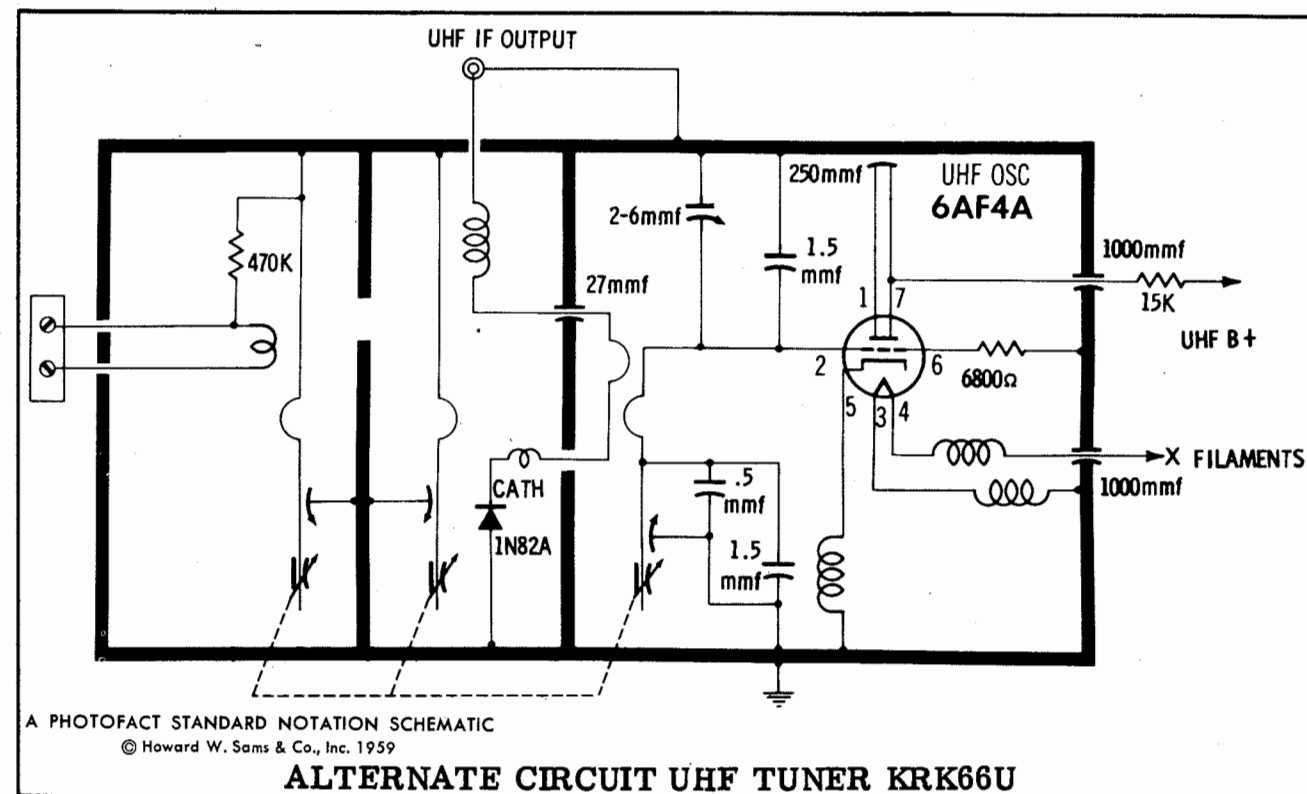 UHF IF OUTPUT
250mmf
UHF OSC
6AF4A
2-6mmf
1.5
mmf
1000mmf
470K
27mmf
15K
1 7
UHF B+
2
6
6800Ω
5
3
4
X FILAMENTS
1000mmf
CATH
.5
mmf
1N82A
1.5
mmf
A PHOTOFACT STANDARD NOTATION SCHEMATIC
© Howard W. Sams & Co., Inc. 1959
ALTERNATE CIRCUIT UHF TUNER KRK66U